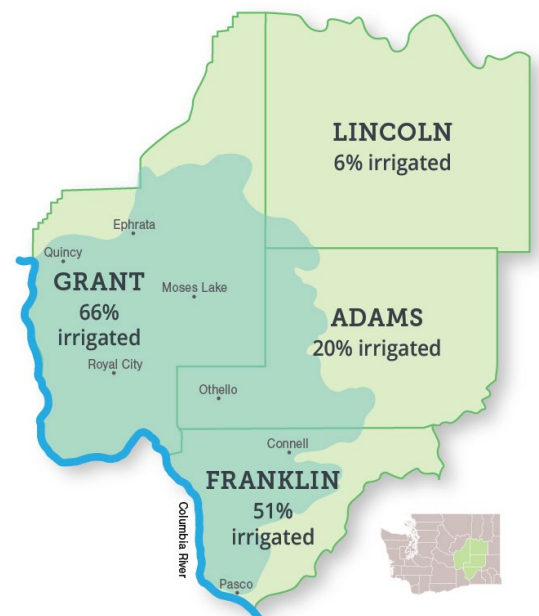 LINCOLN
6% irrigated
Ephrata
Quincy
GRANT
66%
irrigated
Moses Lake
Royal City
ADAMS
20% irrigated
Othello
Connell
FRANKLIN
51%
irrigated
Columbia River
Pasco